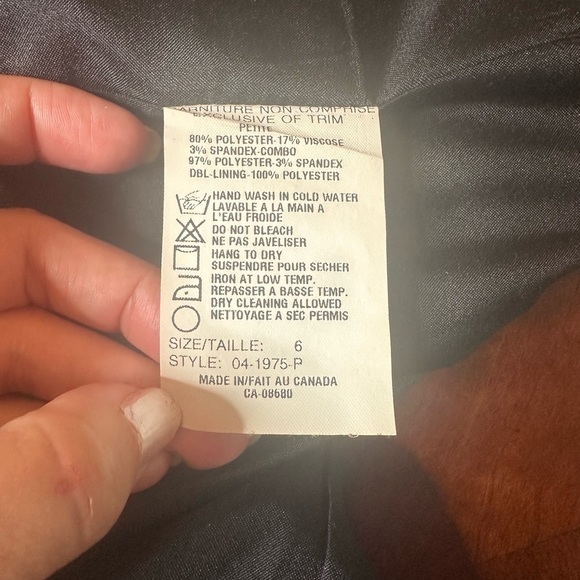 GARNITURE NON COMPRISE
EXCLUSIVE OF TRIM
PETITE
80% POLYESTER-17% VISCOSE
3% SPANDEX-COMBO
97% POLYESTER-3% SPANDEX
DBL-LINING-100% POLYESTER
HAND WASH IN COLD WATER
LAVABLE A LA MAIN A
L'EAU FROIDE
DO NOT BLEACH
NE PAS JAVELISER
HANG TO DRY
SUSPENDRE POUR SECHER
IRON AT LOW TEMP.
REPASSER A BASSE TEMP.
DRY CLEANING ALLOWED
NETTOYAGE A SEC PERMIS
SIZE/TAILLE: 6
STYLE: 04-1975-P
MADE IN/FAIT AU CANADA
CA-08680